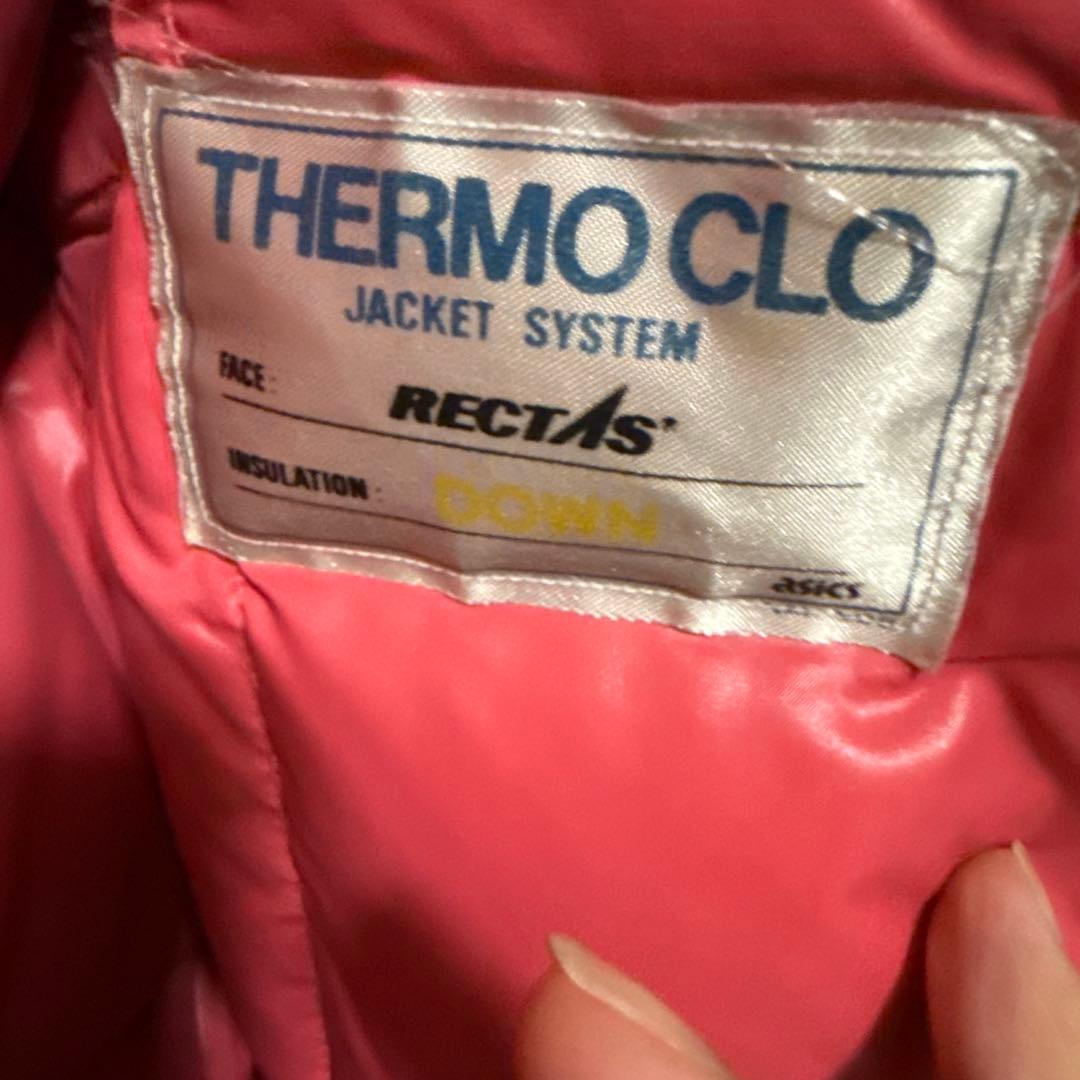 THERMO CLO
JACKET SYSTEM
FACE: RECTAS
INSULATION: DOWN
asics